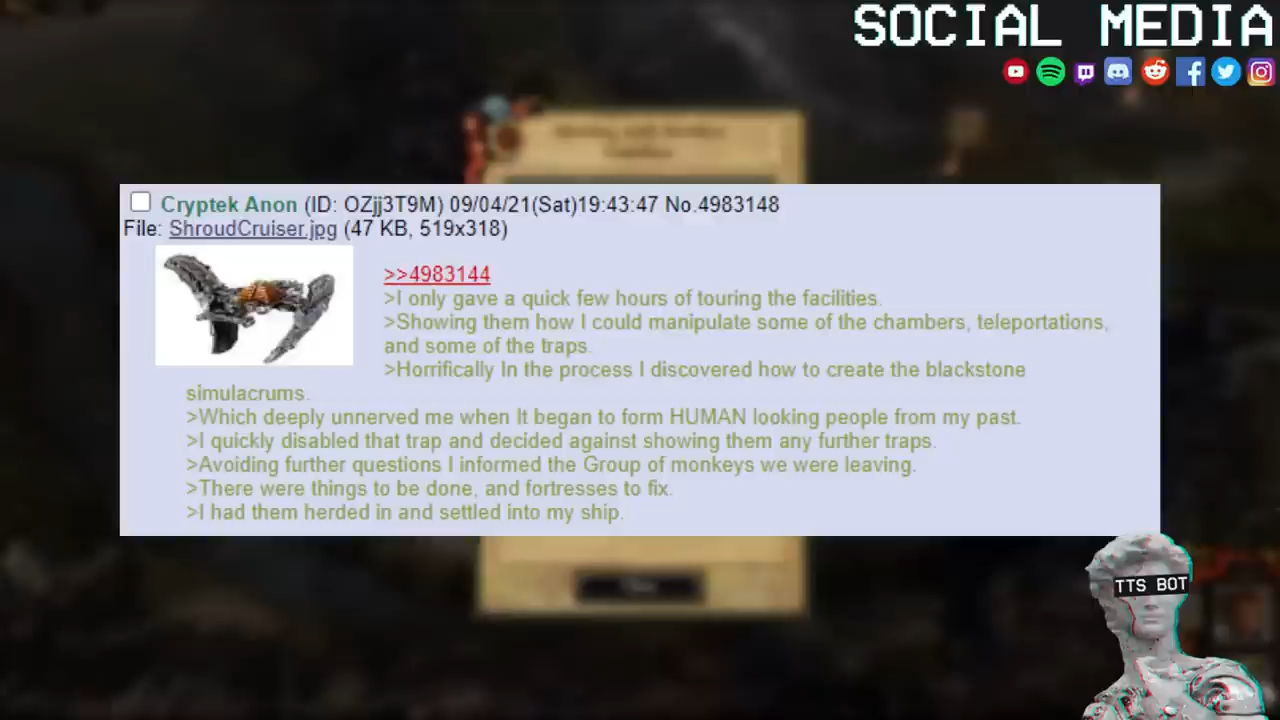 SOCIAL MEDIA
Cryptek Anon (ID: OZjj3T9M) 09/04/21(Sat)19:43:47 No.4983148
File: ShroudCruiser.jpg (47 KB, 519x318)
>>4983144
>I only gave a quick few hours of touring the facilities.
>Showing them how I could manipulate some of the chambers, teleportations,
and some of the traps.
>Horrifically In the process I discovered how to create the blackstone
simulacrums.
>Which deeply unnerved me when It began to form HUMAN looking people from my past.
>I quickly disabled that trap and decided against showing them any further traps.
>Avoiding further questions I informed the Group of monkeys we were leaving.
>There were things to be done, and fortresses to fix.
>I had them herded in and settled into my ship.
TTS BOT